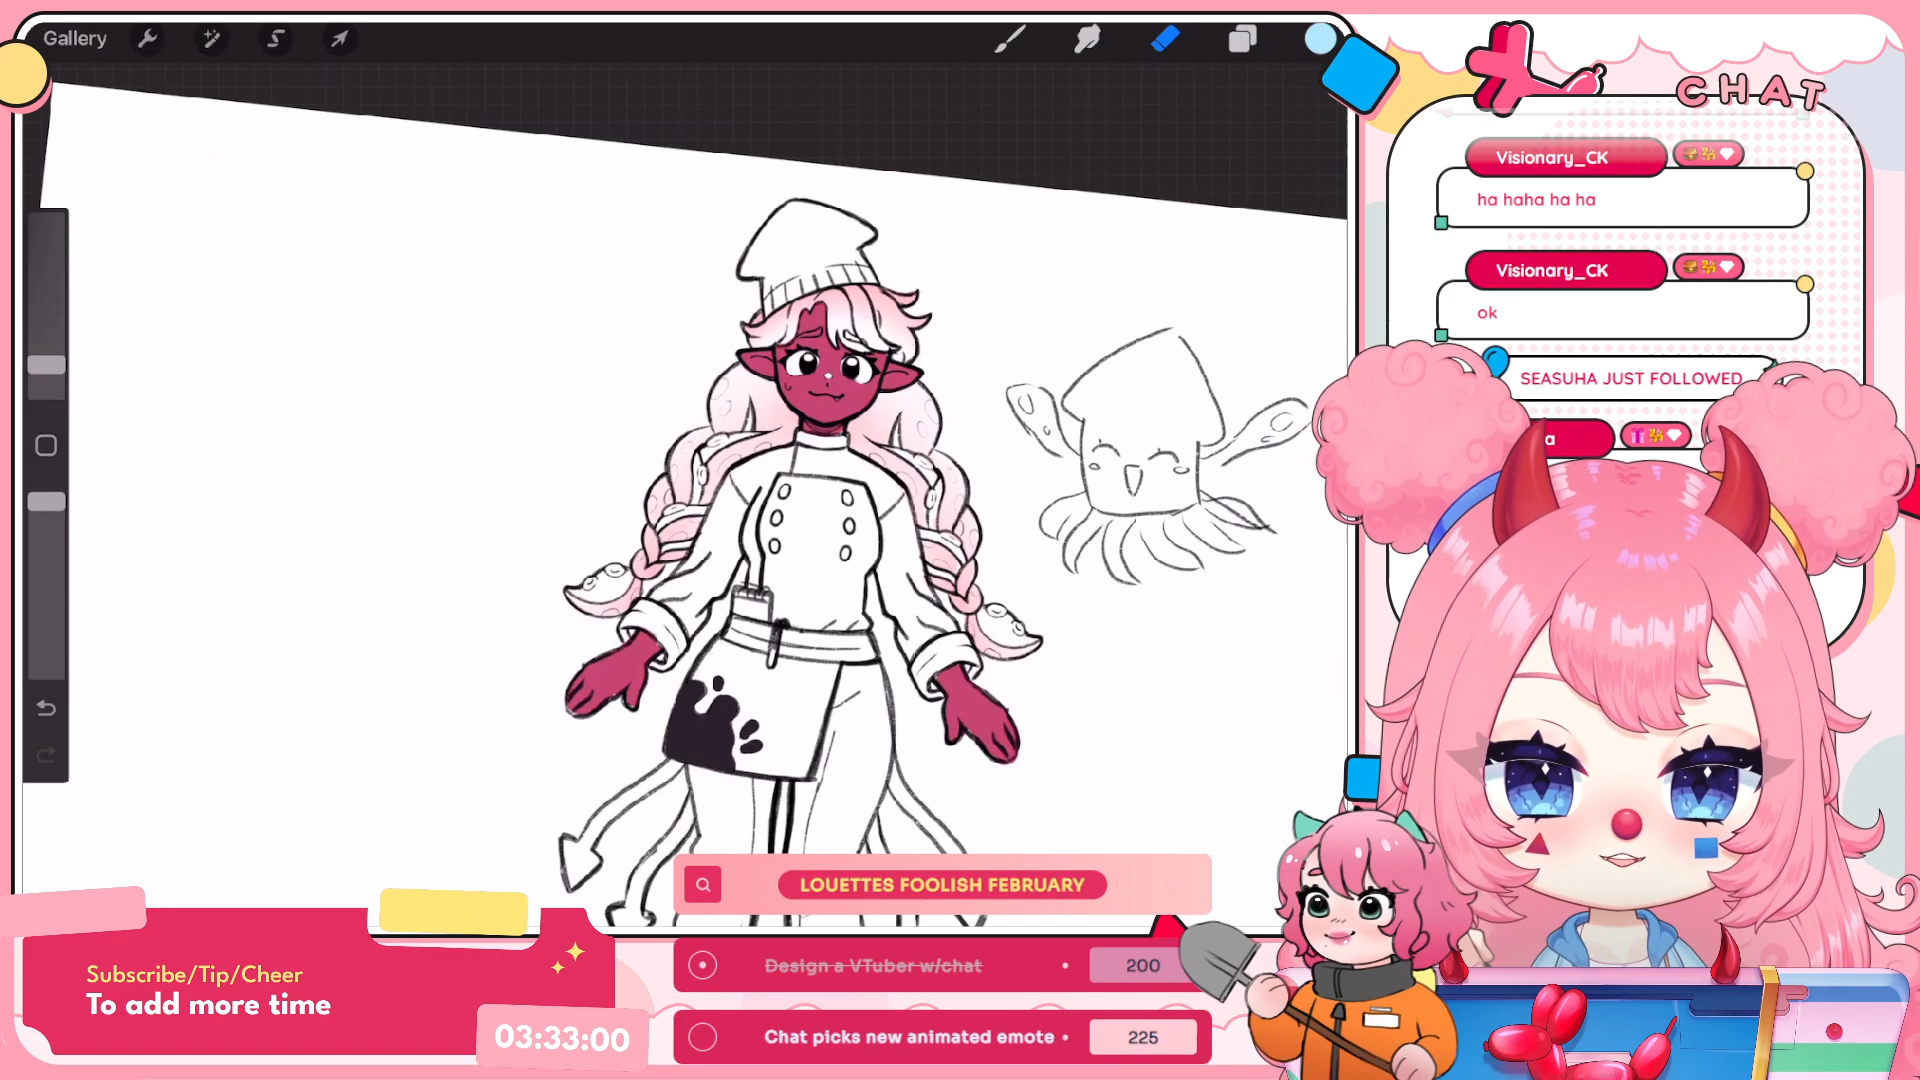 Gallery
CHAT
Visionary_CK
ha haha ha ha
Visionary_CK
ok
SEASUHA JUST FOLLOWED
a
LOUETTES FOOLISH FEBRUARY
Design a VTuber w/chat • 200
Chat picks new animated emote • 225
Subscribe/Tip/Cheer
To add more time
03:33:00